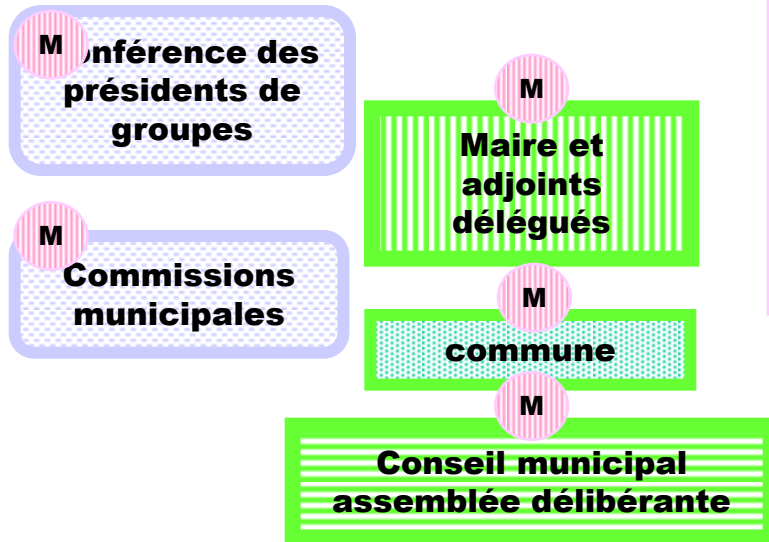 M
onférence des
présidents de
groupes
M
Maire et
adjoints
délégués
M
Commissions
municipales
M
commune
M
Conseil municipal
assemblée délibérante